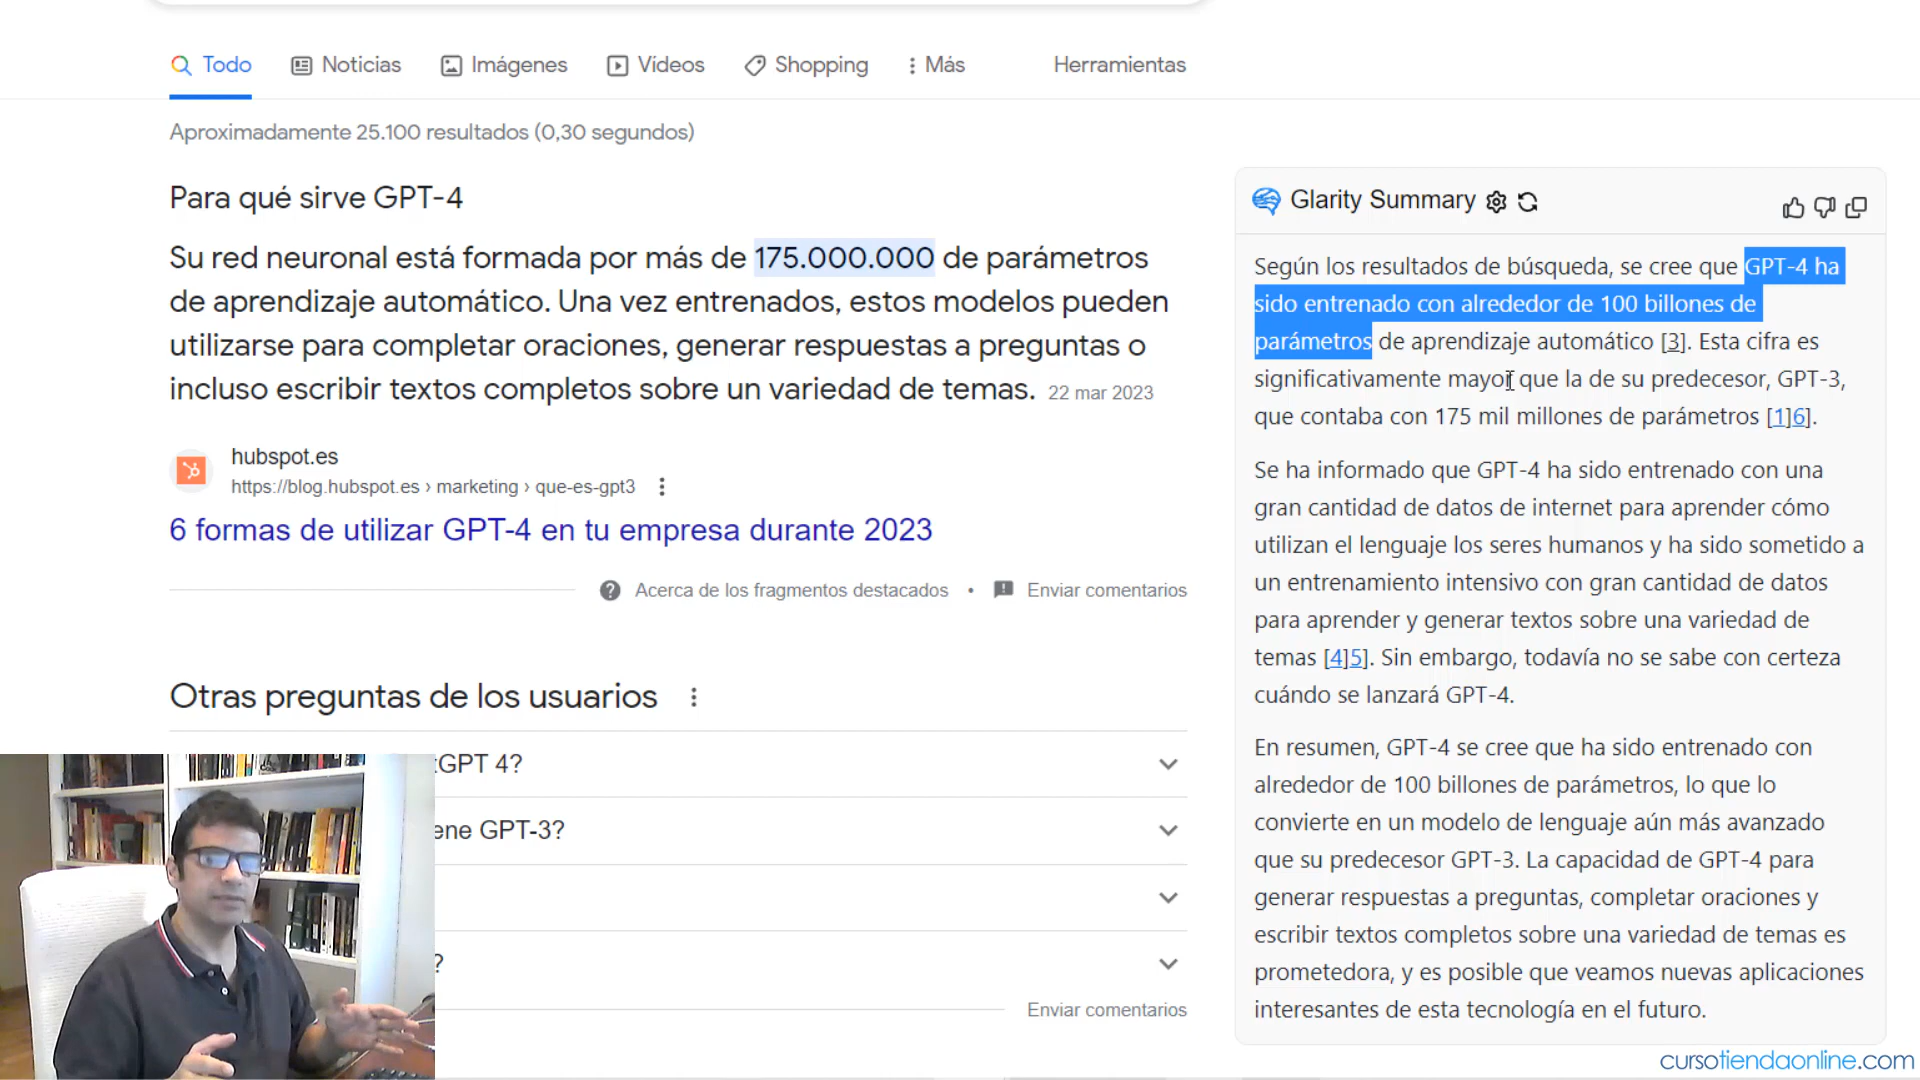 Todo
Noticias
Imágenes
Vídeos
Shopping
Más
Herramientas
Aproximadamente 25.100 resultados (0,30 segundos)
Para qué sirve GPT-4
Su red neuronal está formada por más de 175.000.000 de parámetros
de aprendizaje automático. Una vez entrenados, estos modelos pueden
utilizarse para completar oraciones, generar respuestas a preguntas o
incluso escribir textos completos sobre un variedad de temas. 22 mar 2023
hubspot.es
https://blog.hubspot.es › marketing › que-es-gpt3
6 formas de utilizar GPT-4 en tu empresa durante 2023
Acerca de los fragmentos destacados • Enviar comentarios
Otras preguntas de los usuarios
GPT 4?
ene GPT-3?
?
Enviar comentarios
Glarity Summary
Según los resultados de búsqueda, se cree que GPT-4 ha
sido entrenado con alrededor de 100 billones de
parámetros de aprendizaje automático [3]. Esta cifra es
significativamente mayor que la de su predecesor, GPT-3,
que contaba con 175 mil millones de parámetros [1]6].
Se ha informado que GPT-4 ha sido entrenado con una
gran cantidad de datos de internet para aprender cómo
utilizan el lenguaje los seres humanos y ha sido sometido a
un entrenamiento intensivo con gran cantidad de datos
para aprender y generar textos sobre una variedad de
temas [4]5]. Sin embargo, todavía no se sabe con certeza
cuándo se lanzará GPT-4.
En resumen, GPT-4 se cree que ha sido entrenado con
alrededor de 100 billones de parámetros, lo que lo
convierte en un modelo de lenguaje aún más avanzado
que su predecesor GPT-3. La capacidad de GPT-4 para
generar respuestas a preguntas, completar oraciones y
escribir textos completos sobre una variedad de temas es
prometedora, y es posible que veamos nuevas aplicaciones
interesantes de esta tecnología en el futuro.
cursotiendaonline.com